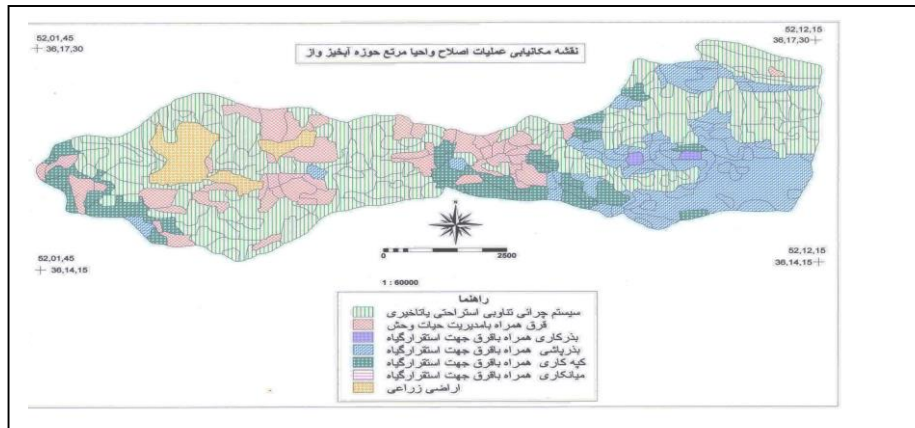 52,01,45
36,17,30
52,12,15
36,17,30
نقشه مکانیابی عملیات اصلاح واحیا مرتع حوزه آبخیز واز
52,01,45
36,14,15
52,12,15
36,14,15
0 2500
1 : 60000
راهنما
سیستم چرائی تناوبی استراحتی یاتاخیری
قرق همراه بامدیریت حیات وحش
بذرکاری همراه باقرق جهت استقرارگیاه
بذرپاشی همراه باقرق جهت استقرارگیاه
کپه کاری همراه باقرق جهت استقرارگیاه
میانکاری همراه باقرق جهت استقرارگیاه
اراضی زراعی